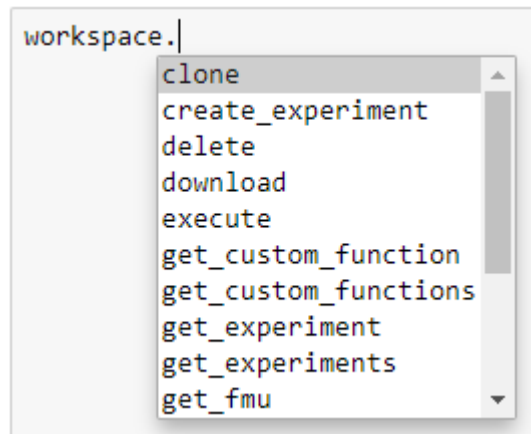 workspace.
clone
create_experiment
delete
download
execute
get_custom_function
get_custom_functions
get_experiment
get_experiments
get_fmu